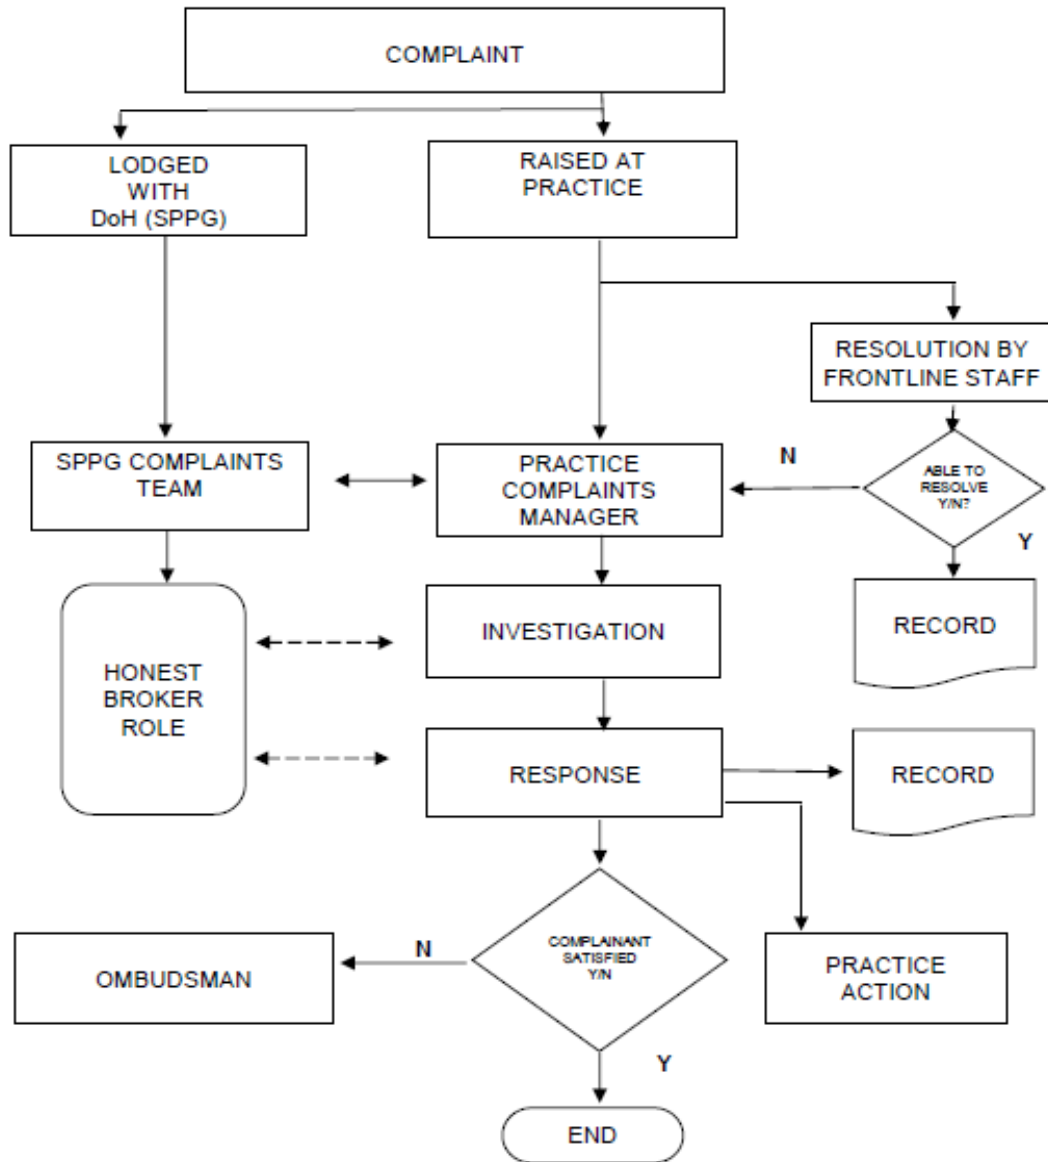 COMPLAINT
LODGED
WITH
DoH (SPPG)
RAISED AT
PRACTICE
RESOLUTION BY
FRONTLINE STAFF
SPPG COMPLAINTS
TEAM
PRACTICE
COMPLAINTS
MANAGER
N
ABLE TO
RESOLVE
Y/N?
Y
HONEST
BROKER
ROLE
INVESTIGATION
RECORD
RESPONSE
RECORD
OMBUDSMAN
N
COMPLAINANT
SATISFIED
Y/N
PRACTICE
ACTION
Y
END